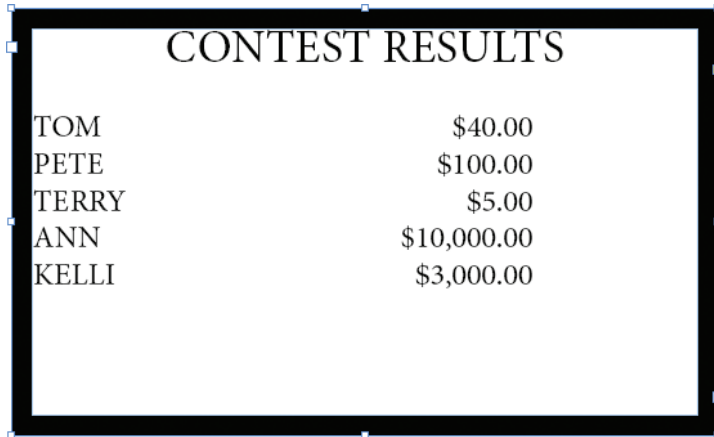 CONTEST RESULTS
TOM $40.00
PETE $100.00
TERRY $5.00
ANN $10,000.00
KELLI $3,000.00